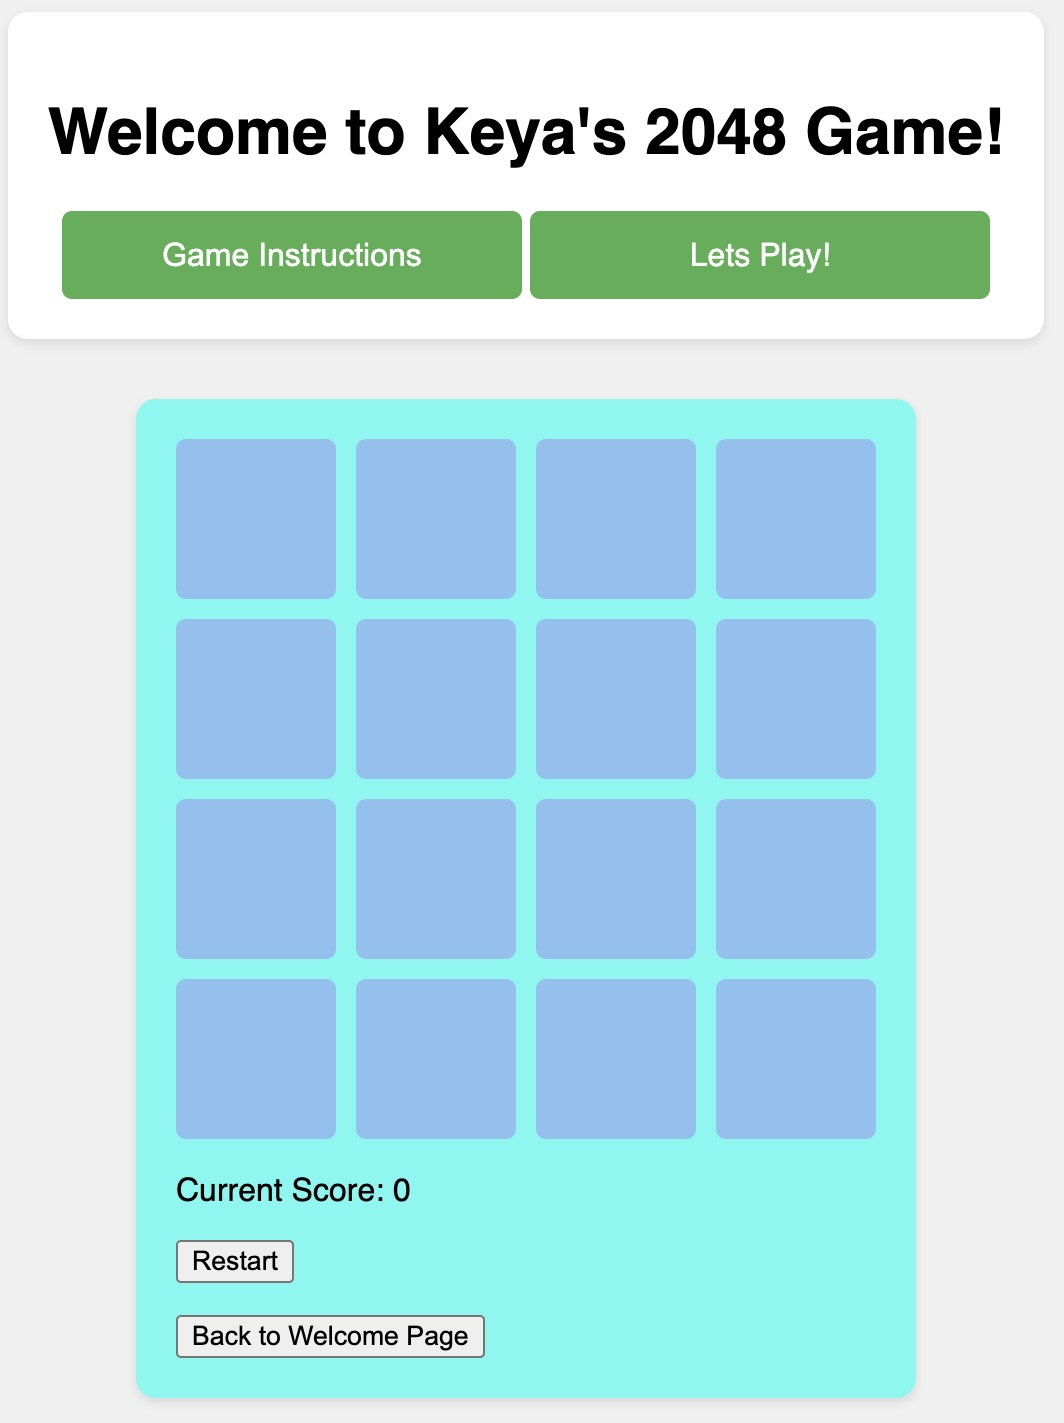 Welcome to Keya's 2048 Game!
Game Instructions
Lets Play!
Current Score: 0
Restart
Back to Welcome Page